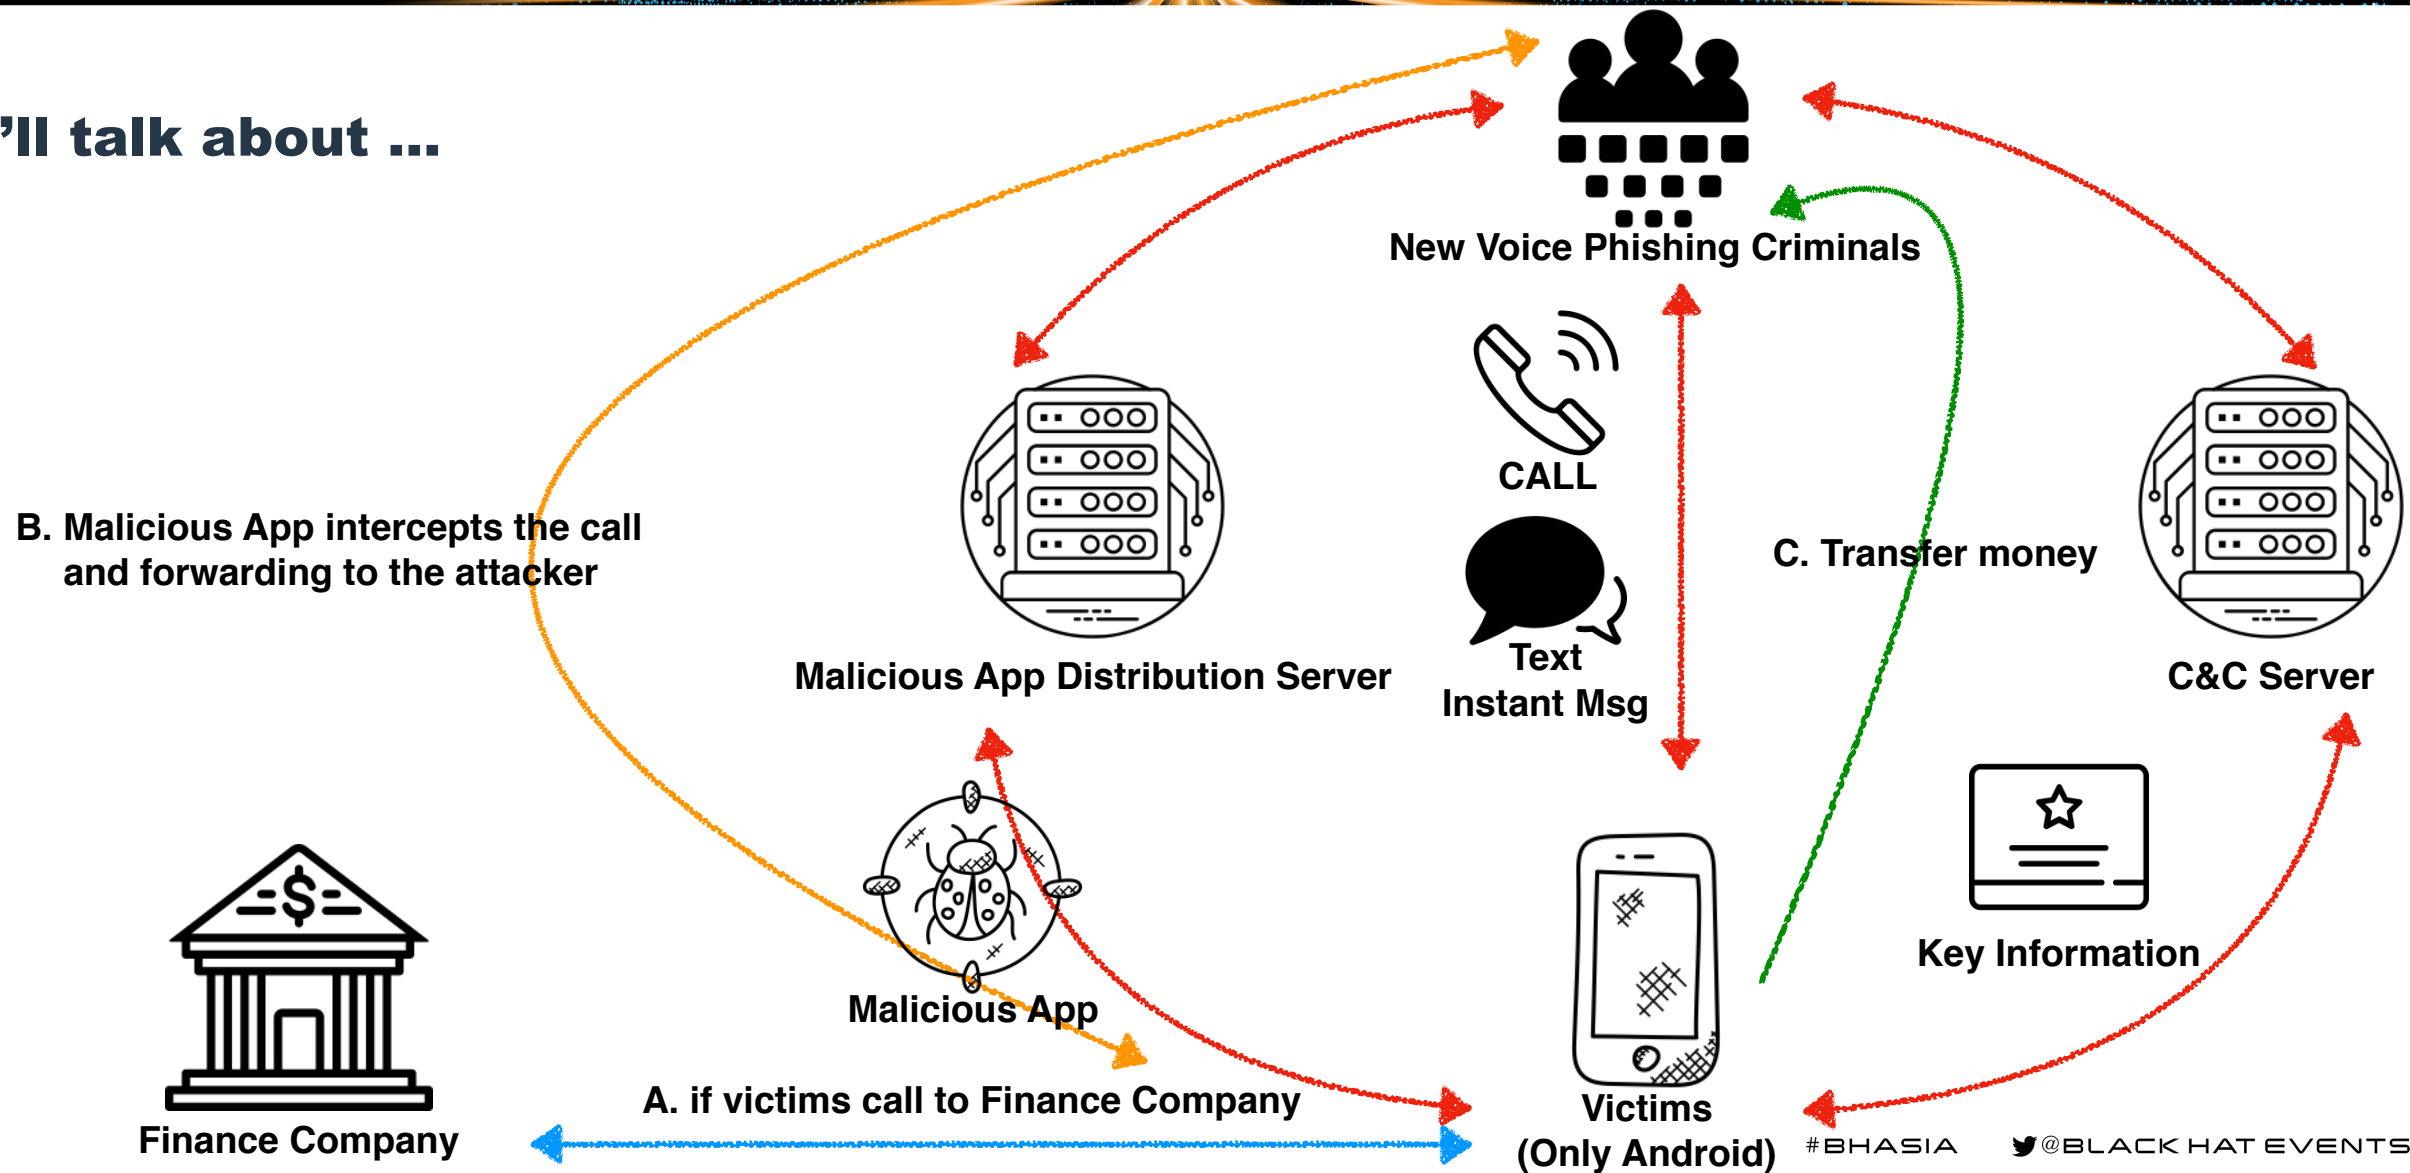 ’ll talk about ...
New Voice Phishing Criminals
CALL
B. Malicious App intercepts the call
and forwarding to the attacker
C. Transfer money
Text
Instant Msg
Malicious App Distribution Server
C&C Server
Key Information
Malicious App
A. if victims call to Finance Company
Finance Company
Victims
(Only Android)
#BHASIA
@BLACK HAT EVENTS